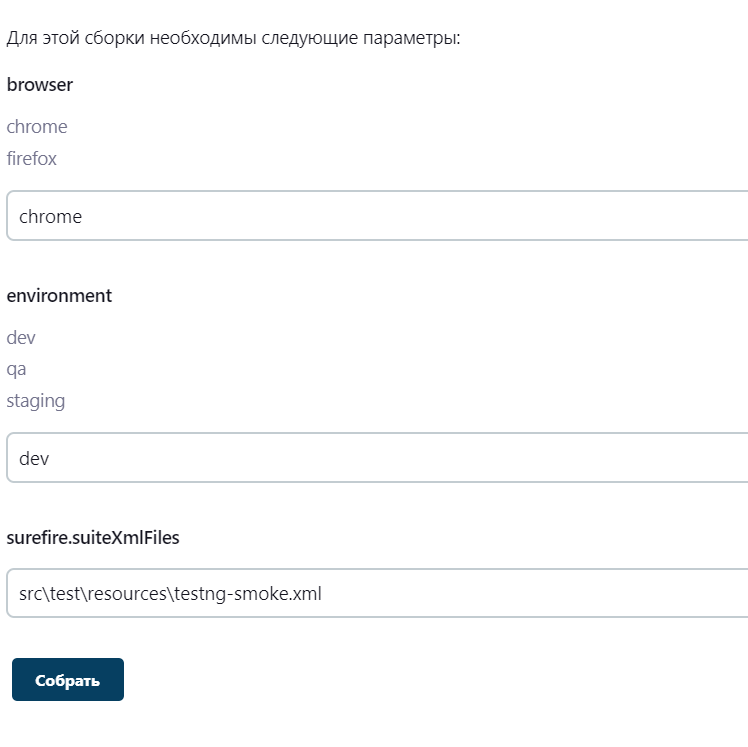 Для этой сборки необходимы следующие параметры:
browser
chrome
firefox
chrome
environment
dev
qa
staging
dev
surefire.suiteXmlFiles
src\test\resources\testng-smoke.xml
Собрать